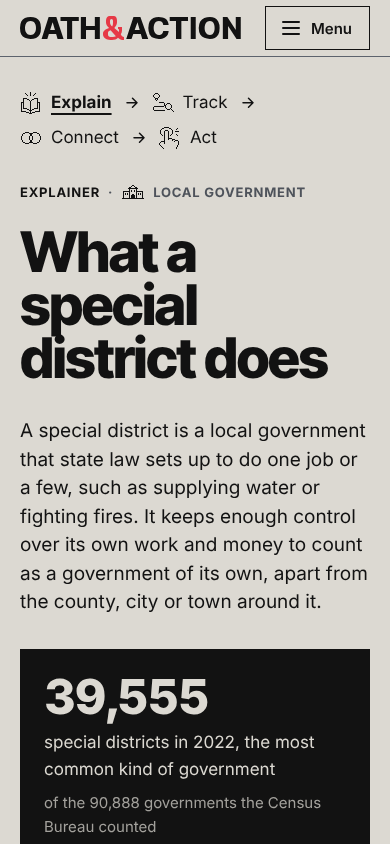 OATH&ACTION
Menu
Explain → Track →
Connect → Act
EXPLAINER · LOCAL GOVERNMENT
What a
special
district does
A special district is a local government
that state law sets up to do one job or
a few, such as supplying water or
fighting fires. It keeps enough control
over its own work and money to count
as a government of its own, apart from
the county, city or town around it.
39,555
special districts in 2022, the most
common kind of government
of the 90,888 governments the Census
Bureau counted